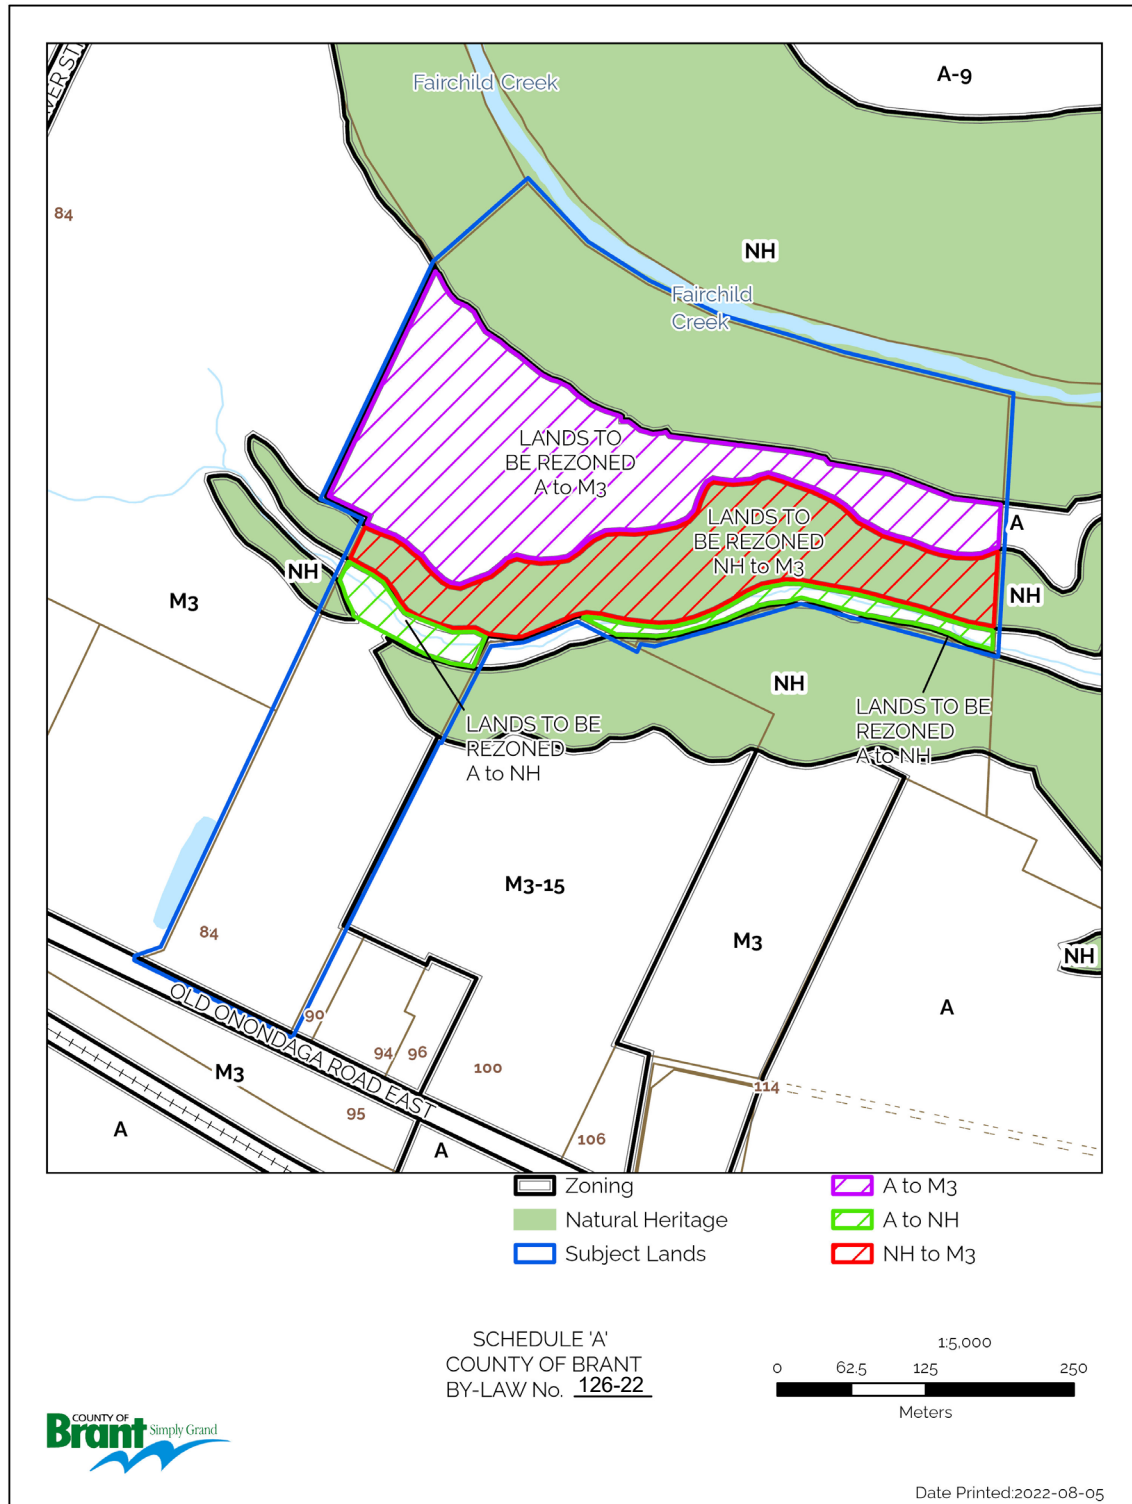 Fairchild Creek
A-9
VER ST.
84
NH
Fairchild
Creek
LANDS TO
BE REZONED
A to M3
LANDS TO
BE REZONED
NH to M3
A
NH
NH
M3
NH
LANDS TO BE
REZONED
A to NH
LANDS TO BE
REZONED
A to NH
M3-15
M3
84
NH
A
90
OLD ONONDAGA ROAD EAST
94
96
100
M3
114
95
106
A
A
Zoning
Natural Heritage
Subject Lands
A to M3
A to NH
NH to M3
SCHEDULE 'A'
COUNTY OF BRANT
BY-LAW No. 126-22
1:5,000
0 62.5 125 250
Meters
COUNTY OF
Brant Simply Grand
Date Printed:2022-08-05